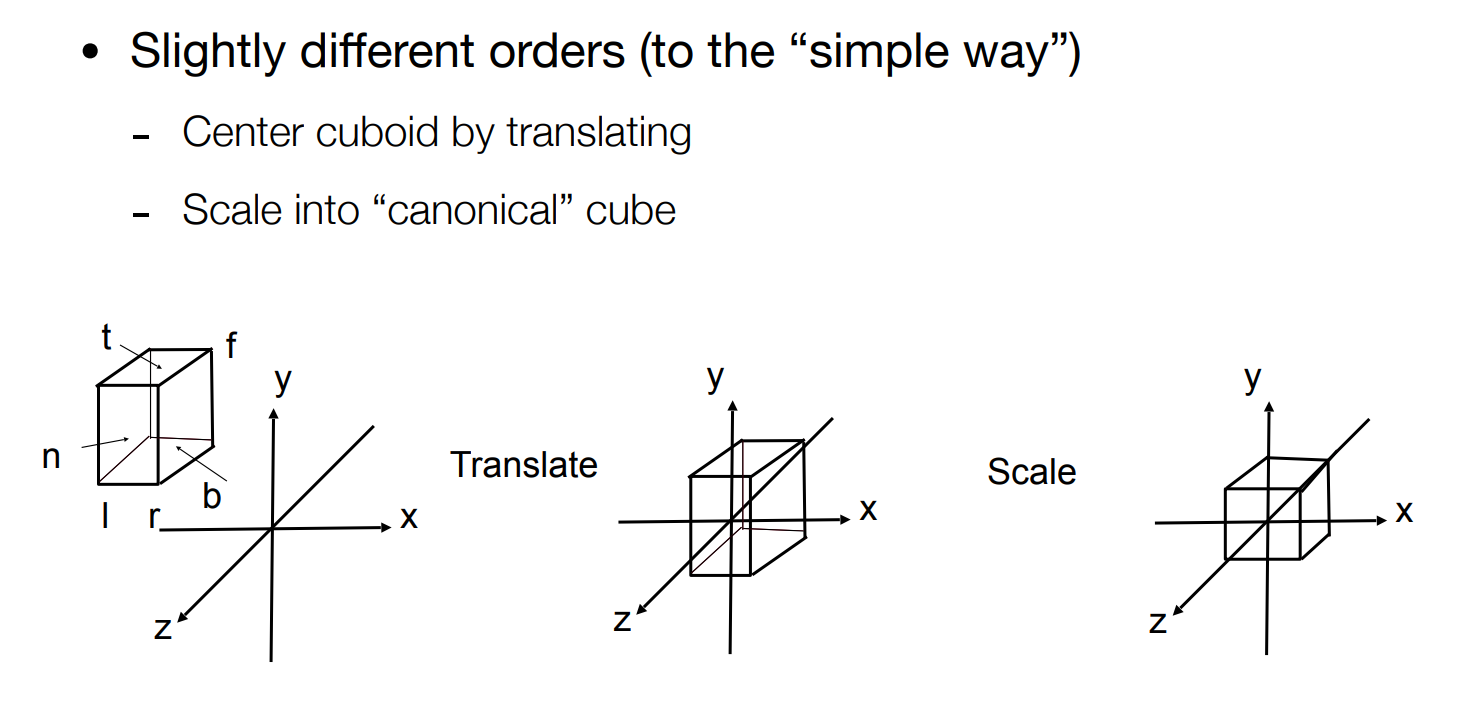 • Slightly different orders (to the “simple way”)
- Center cuboid by translating
- Scale into “canonical” cube
t
f
y
n
b
l
r
x
z
Translate
y
x
z
Scale
y
x
z